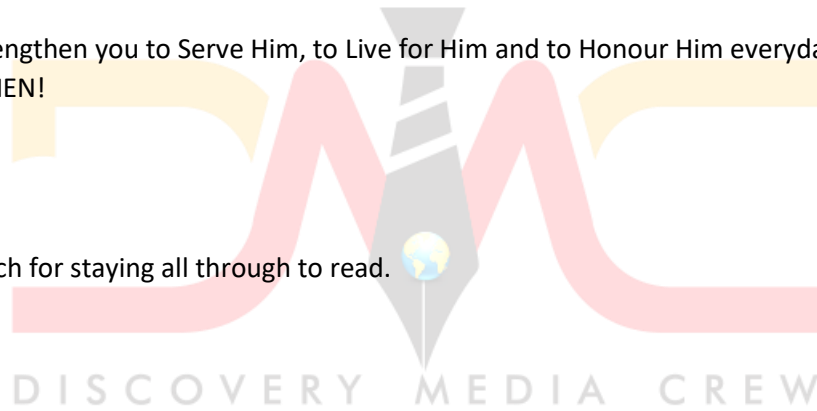 engthen you to Serve Him, to Live for Him and to Honour Him everyda
IEN!
ch for staying all through to read.
DMC
DISCOVERY MEDIA CREW